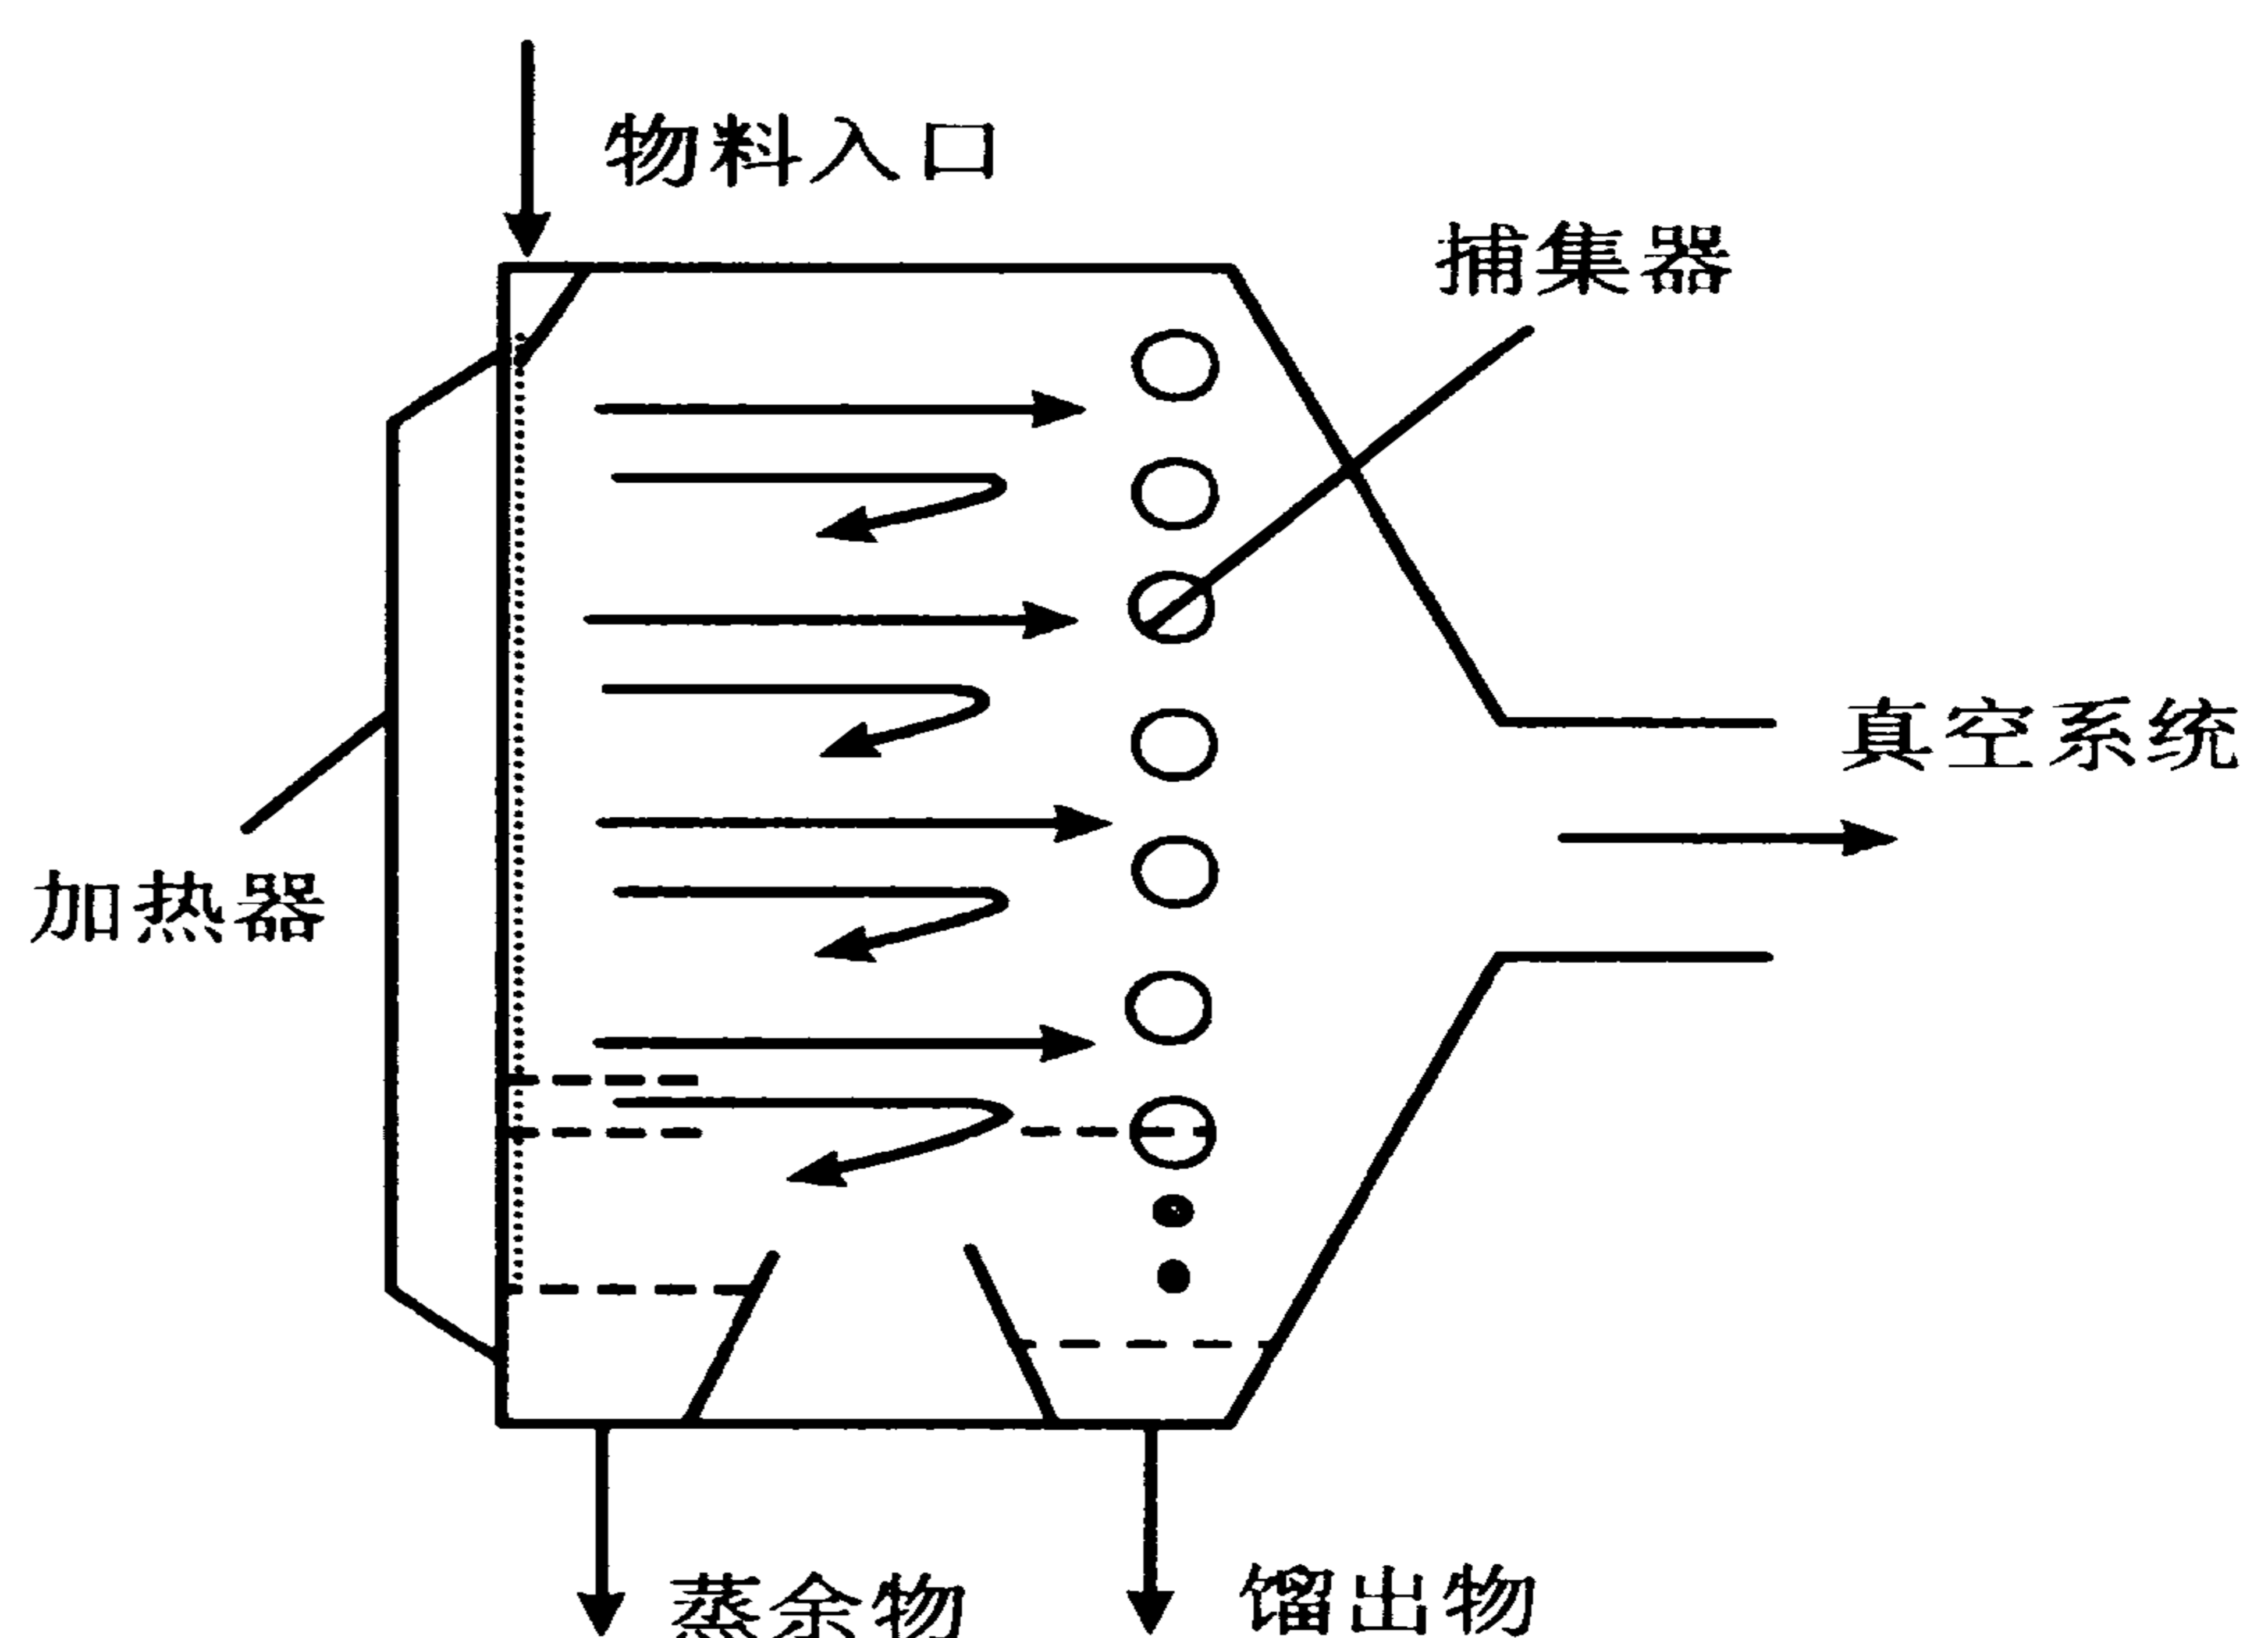 物料入口
捕集器
真空系统
加热器
蒸余物
馏出物